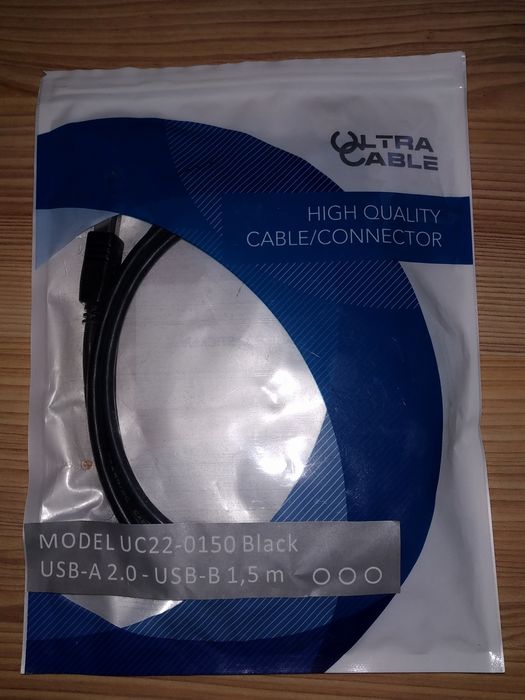 ULTRA
CABLE
HIGH QUALITY
CABLE/CONNECTOR
MODEL UC22-0150 Black
USB-A 2.0 - USB-B 1,5 m